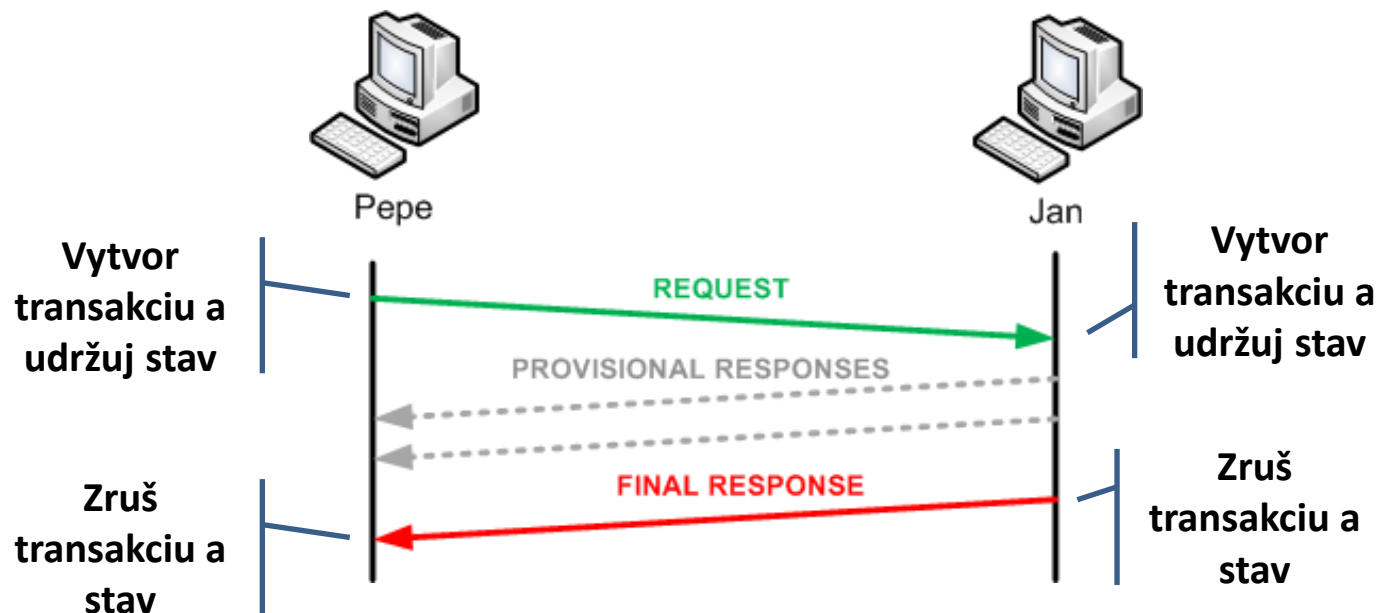 Pepe
Jan
Vytvor
transakciu a
udržuj stav
REQUEST
Vytvor
transakciu a
udržuj stav
PROVISIONAL RESPONSES
Zruš
transakciu a
stav
FINAL RESPONSE
Zruš
transakciu a
stav